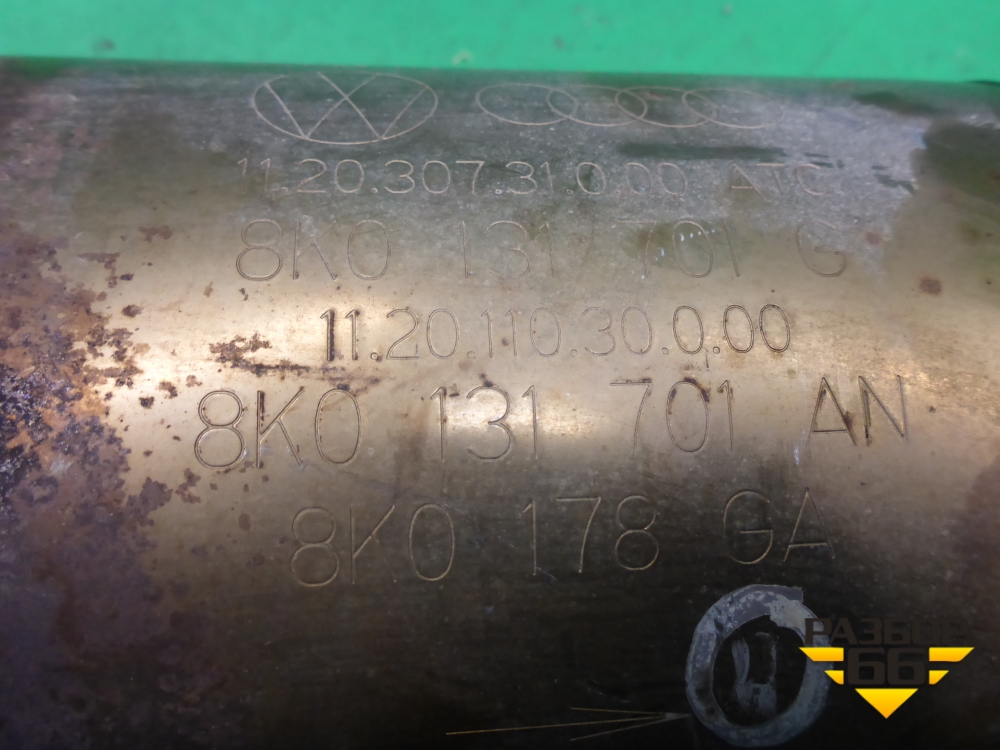 11.20.307.31.0.00 ATC
8K0 131 701 G
11.20.110.30.0.00
8K0 131 701 AN
8K0 178 GA
РАЗБОР
66